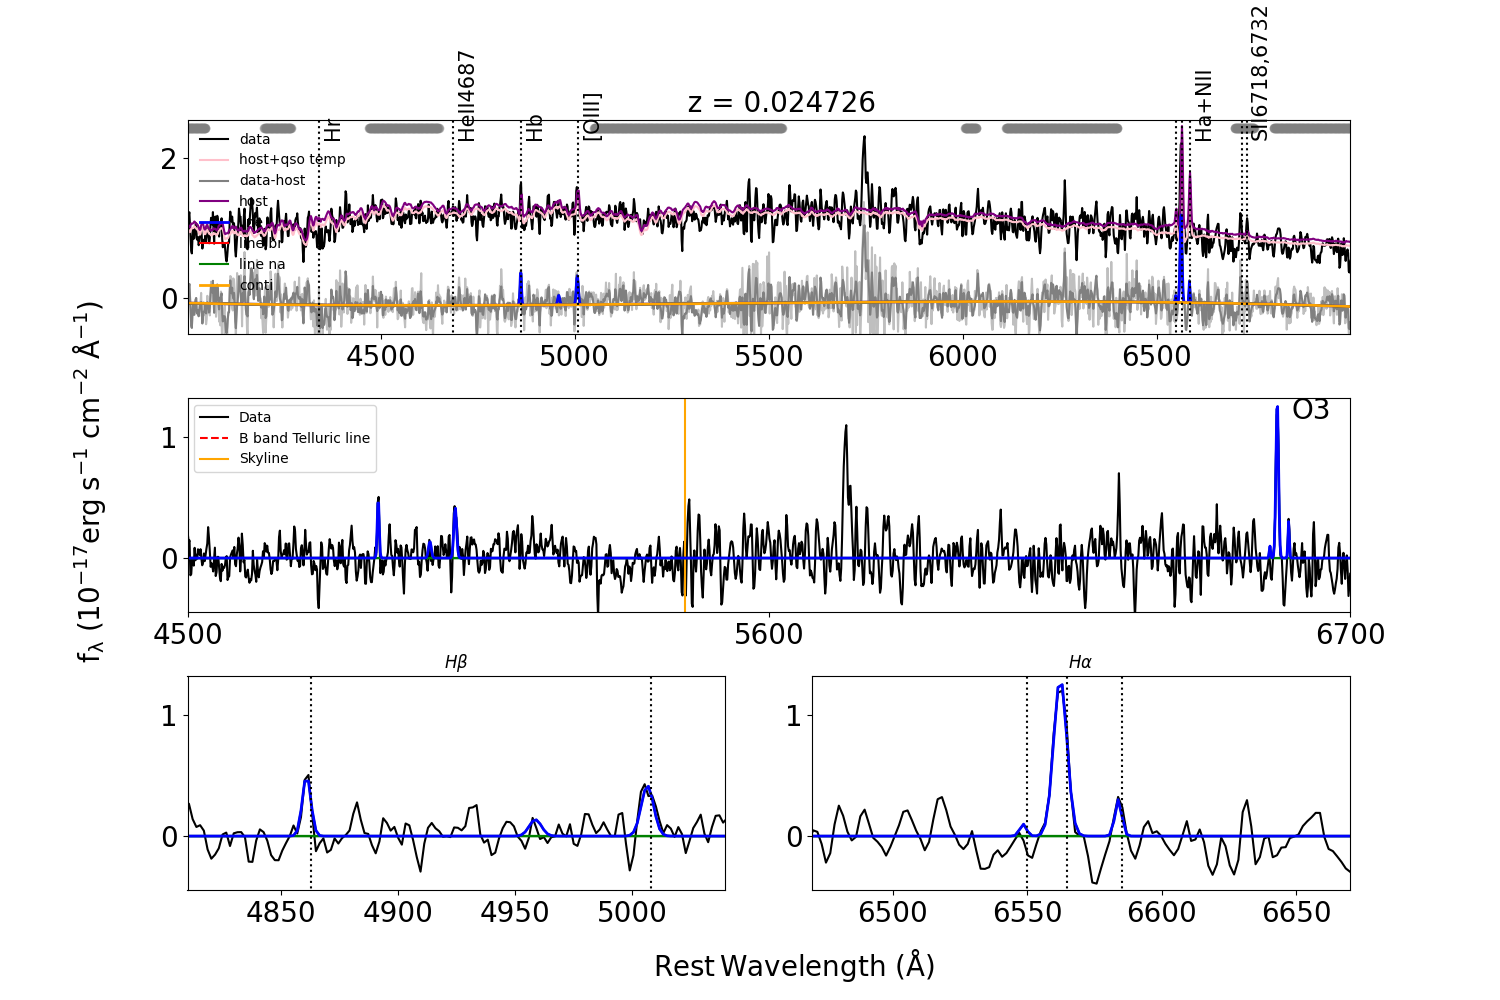 z = 0.024726
Hr
HeII4687
Hb
[OIII]
Ha+NII
SII6718,6732
data
host+qso temp
data-host
host
line br
line na
conti
2
0
4500 5000 5500 6000 6500
Data
B band Telluric line
Skyline
O3
1
0
4500 5600 6700
fλ (10⁻¹⁷erg s⁻¹ cm⁻² Å⁻¹)
Hβ
1
0
4850 4900 4950 5000
Hα
1
0
6500 6550 6600 6650
Rest Wavelength (Å)